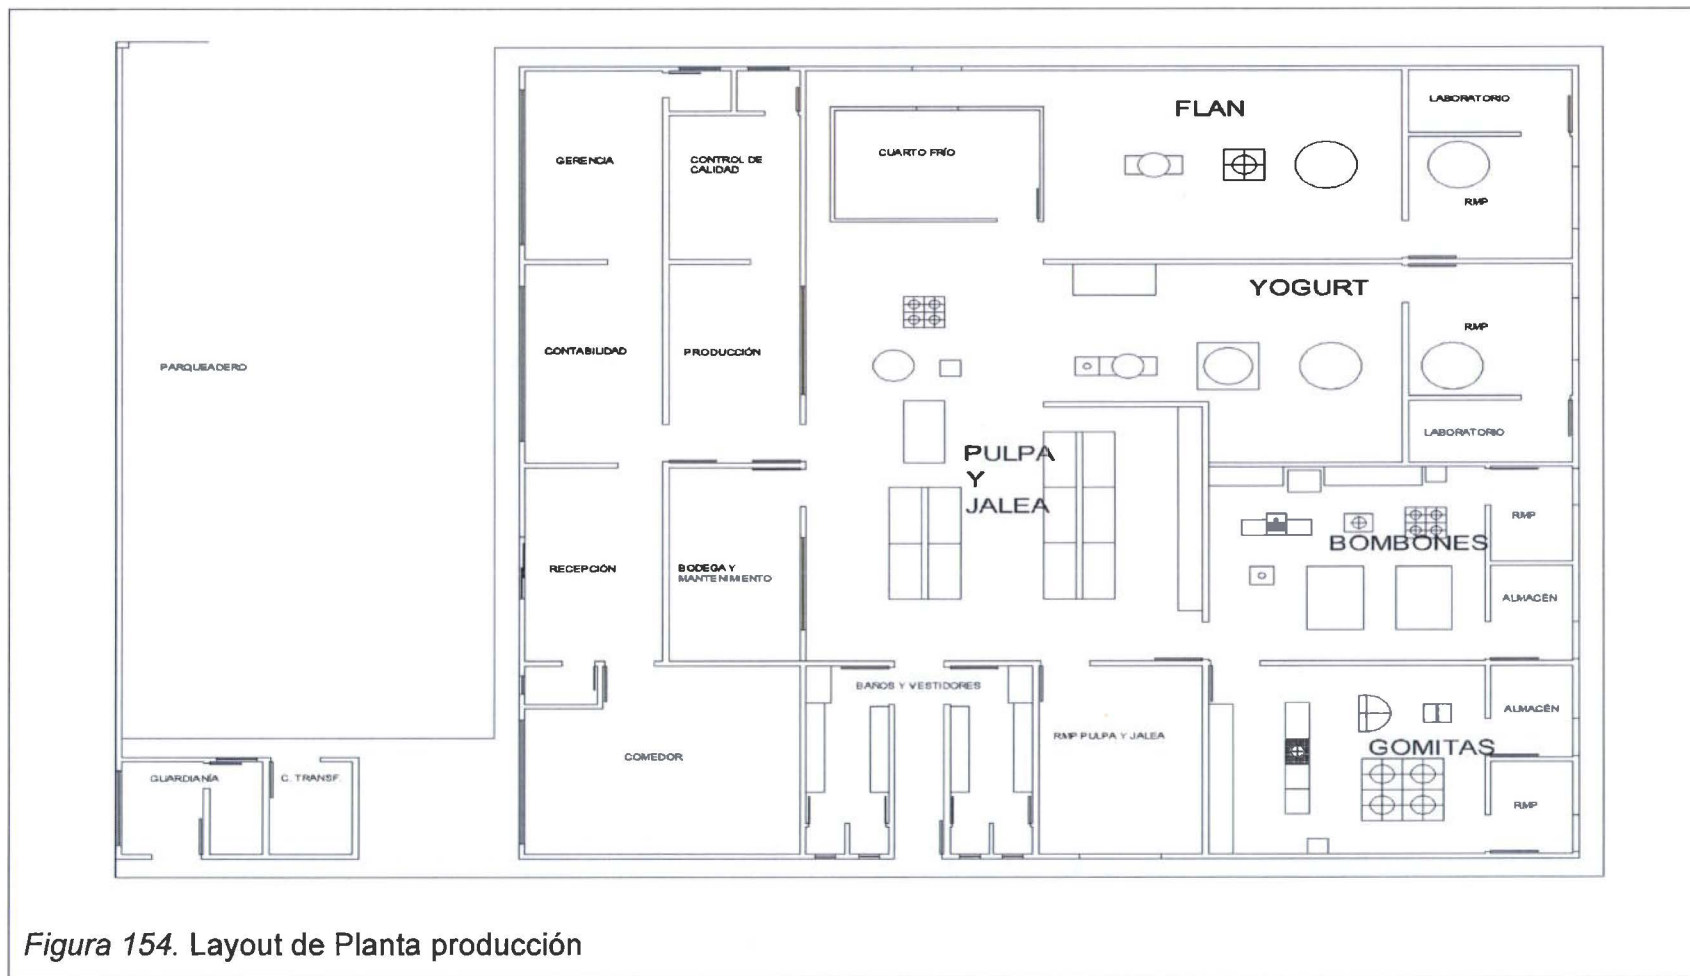 FLAN
LABORATORIO
GERENCIA
CONTROL DE
CALIDAD
CUARTO FRÍO
RMP
YOGURT
PARQUEADERO
CONTABILIDAD
PRODUCCIÓN
RMP
LABORATORIO
PULPA
Y
JALEA
RECEPCIÓN
BODEGA Y
MANTENIMIENTO
BOMBONES
RMP
ALMACÉN
BAÑOS Y VESTIDORES
COMEDOR
RMP PULPA Y JALEA
GOMITAS
ALMACÉN
RMP
GUARDIANÍA
C. TRANSF.
Figura 154. Layout de Planta producción